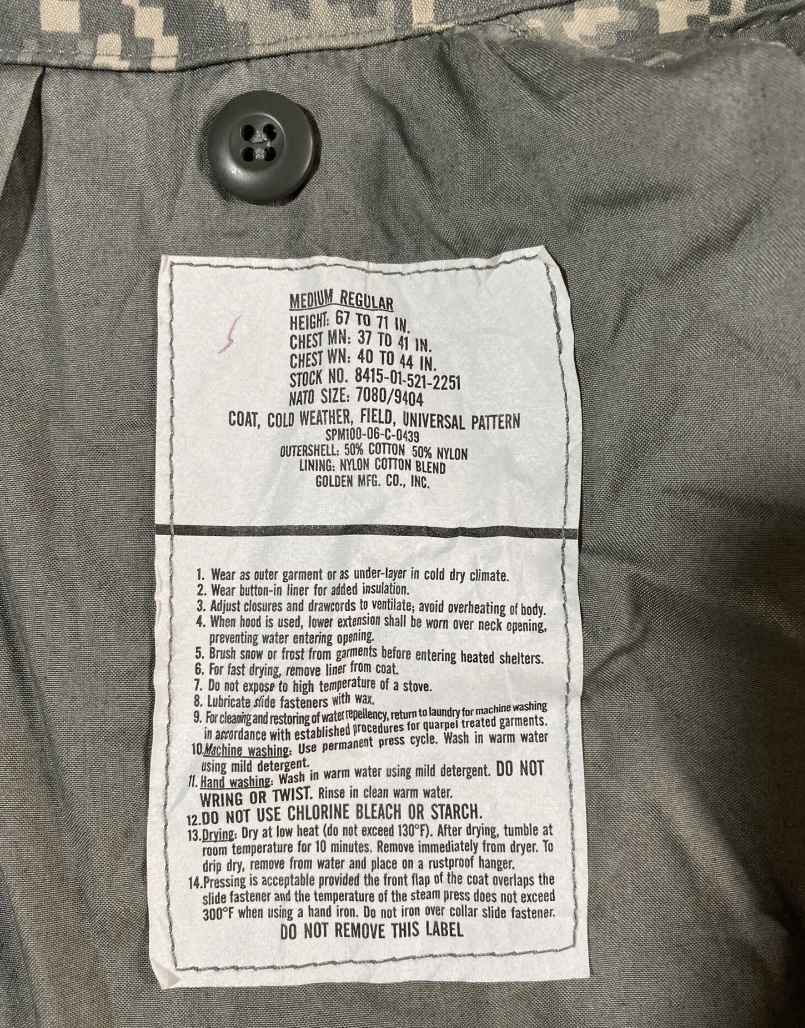 MEDIUM REGULAR
HEIGHT: 67 TO 71 IN.
CHEST MN: 37 TO 41 IN.
CHEST WN: 40 TO 44 IN.
STOCK NO. 8415-01-521-2251
NATO SIZE: 7080/9404
COAT, COLD WEATHER, FIELD, UNIVERSAL PATTERN
SPM100-06-C-0439
OUTERSHELL: 50% COTTON 50% NYLON
LINING: NYLON COTTON BLEND
GOLDEN MFG. CO., INC.
1. Wear as outer garment or as under-layer in cold dry climate.
2. Wear button-in liner for added insulation.
3. Adjust closures and drawcords to ventilate; avoid overheating of body.
4. When hood is used, lower extension shall be worn over neck opening,
preventing water entering opening.
5. Brush snow or frost from garments before entering heated shelters.
6. For fast drying, remove liner from coat.
7. Do not expose to high temperature of a stove.
8. Lubricate slide fasteners with wax.
9. For cleaning and restoring of water repellency, return to laundry for machine washing
in accordance with established procedures for quarpel treated garments.
10. Machine washing: Use permanent press cycle. Wash in warm water
using mild detergent.
11. Hand washing: Wash in warm water using mild detergent. DO NOT
WRING OR TWIST. Rinse in clean warm water.
12. DO NOT USE CHLORINE BLEACH OR STARCH.
13. Drying: Dry at low heat (do not exceed 130°F). After drying, tumble at
room temperature for 10 minutes. Remove immediately from dryer. To
drip dry, remove from water and place on a rustproof hanger.
14. Pressing is acceptable provided the front flap of the coat overlaps the
slide fastener and the temperature of the steam press does not exceed
300°F when using a hand iron. Do not iron over collar slide fastener.
DO NOT REMOVE THIS LABEL